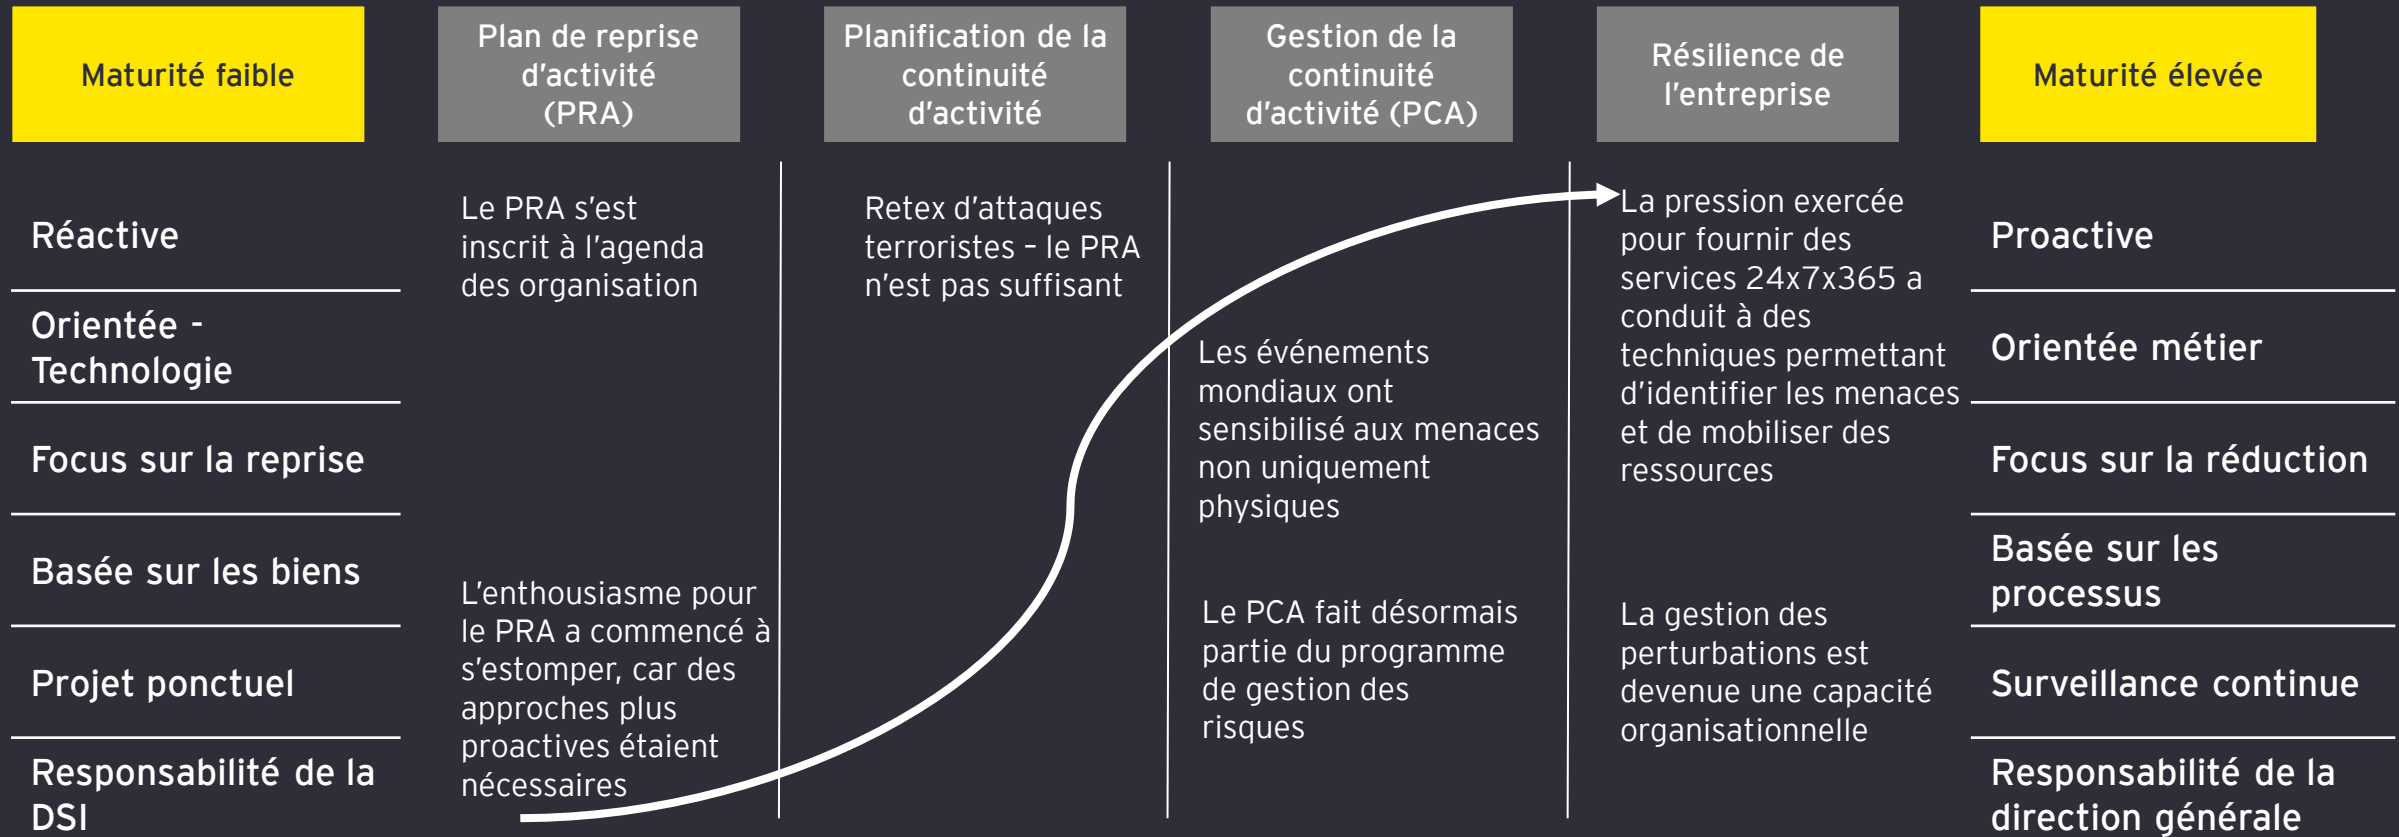 Maturité faible
Plan de reprise
d'activité
(PRA)
Planification de la
continuité
d'activité
Gestion de la
continuité
d'activité (PCA)
Résilience de
l'entreprise
Maturité élevée
Réactive
Orientée -
Technologie
Focus sur la reprise
Basée sur les biens
Projet ponctuel
Responsabilité de la
DSI
Le PRA s'est
inscrit à l'agenda
des organisation
L'enthousiasme pour
le PRA a commencé à
s'estomper, car des
approches plus
proactives étaient
nécessaires
Retex d'attaques
terroristes – le PRA
n'est pas suffisant
Les événements
mondiaux ont
sensibilisé aux menaces
non uniquement
physiques
Le PCA fait désormais
partie du programme
de gestion des
risques
La pression exercée
pour fournir des
services 24x7x365 a
conduit à des
techniques permettant
d'identifier les menaces
et de mobiliser des
ressources
La gestion des
perturbations est
devenue une capacité
organisationnelle
Proactive
Orientée métier
Focus sur la réduction
Basée sur les
processus
Surveillance continue
Responsabilité de la
direction générale